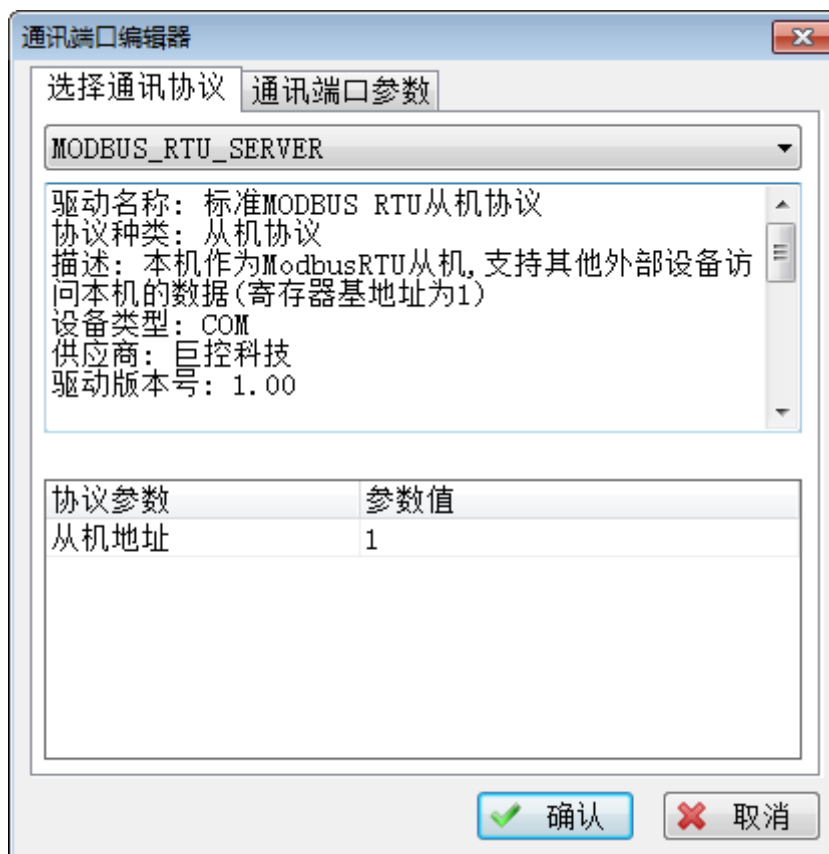 通讯端口编辑器
选择通讯协议 通讯端口参数
MODBUS_RTU_SERVER
驱动名称: 标准MODBUS RTU从机协议
协议种类: 从机协议
描述: 本机作为ModbusRTU从机,支持其他外部设备访
问本机的数据(寄存器基地址为1)
设备类型: COM
供应商: 巨控科技
驱动版本号: 1.00
协议参数 参数值
从机地址 1
确认 取消